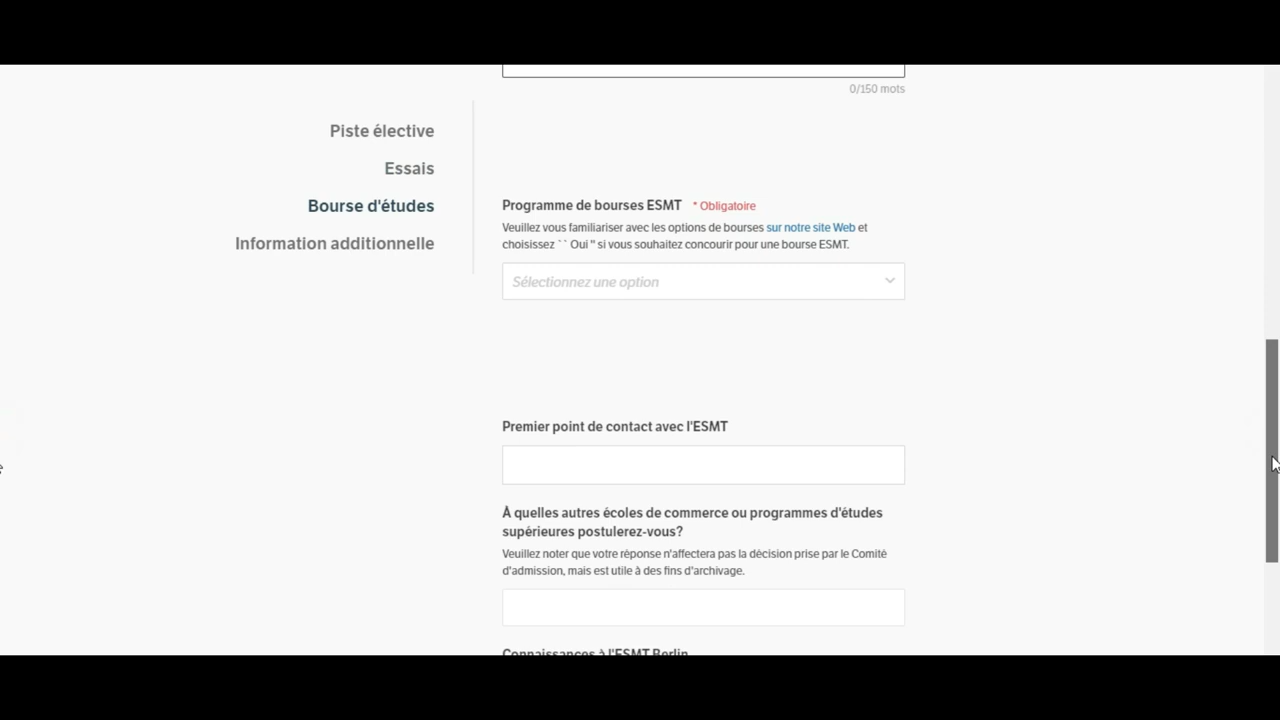 0/150 mots
Piste élective
Essais
Bourse d'études
Information additionnelle
Programme de bourses ESMT * Obligatoire
Veuillez vous familiariser avec les options de bourses sur notre site Web et
choisissez `` Oui '' si vous souhaitez concourir pour une bourse ESMT.
Sélectionnez une option
Premier point de contact avec l'ESMT
À quelles autres écoles de commerce ou programmes d'études
supérieures postulerez-vous?
Veuillez noter que votre réponse n'affectera pas la décision prise par le Comité
d'admission, mais est utile à des fins d'archivage.
Connaissances à l'ESMT Berlin